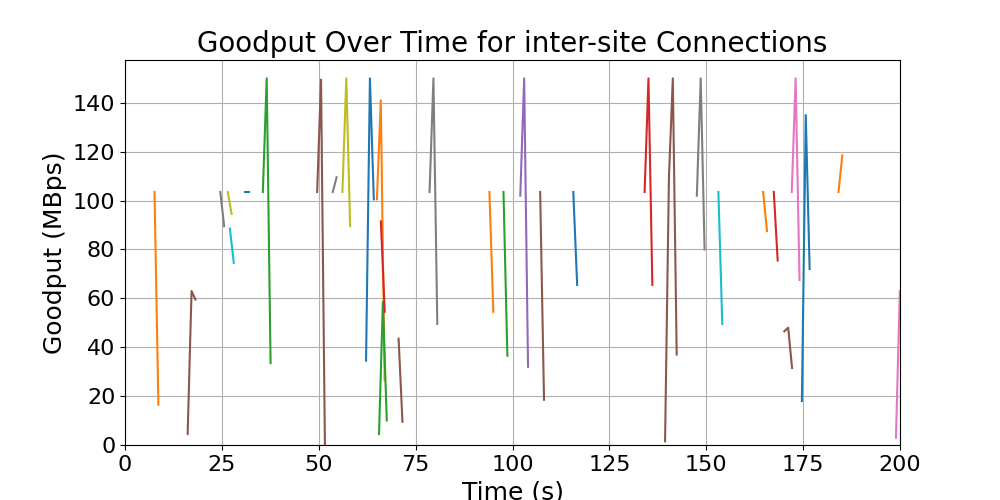 Goodput Over Time for inter-site Connections
Goodput (MBps)
140
120
100
80
60
40
20
0
0 25 50 75 100 125 150 175 200
Time (s)